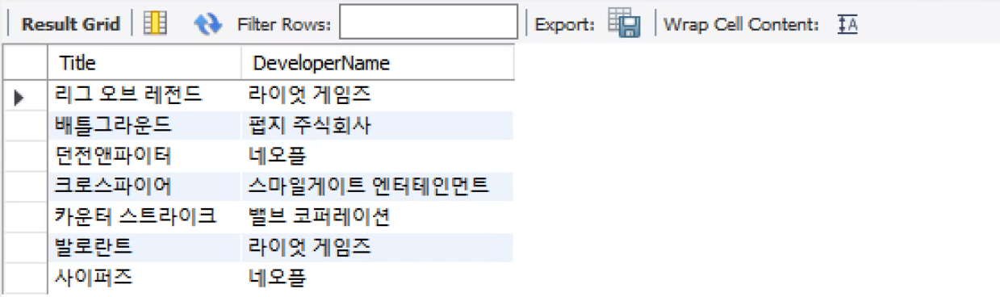 Result Grid Filter Rows: Export: Wrap Cell Content: IA
Title DeveloperName
리그 오브 레전드 라이엇 게임즈
배틀그라운드 펍지 주식회사
던전앤파이터 네오플
크로스파이어 스마일게이트 엔터테인먼트
카운터 스트라이크 밸브 코퍼레이션
발로란트 라이엇 게임즈
사이퍼즈 네오플